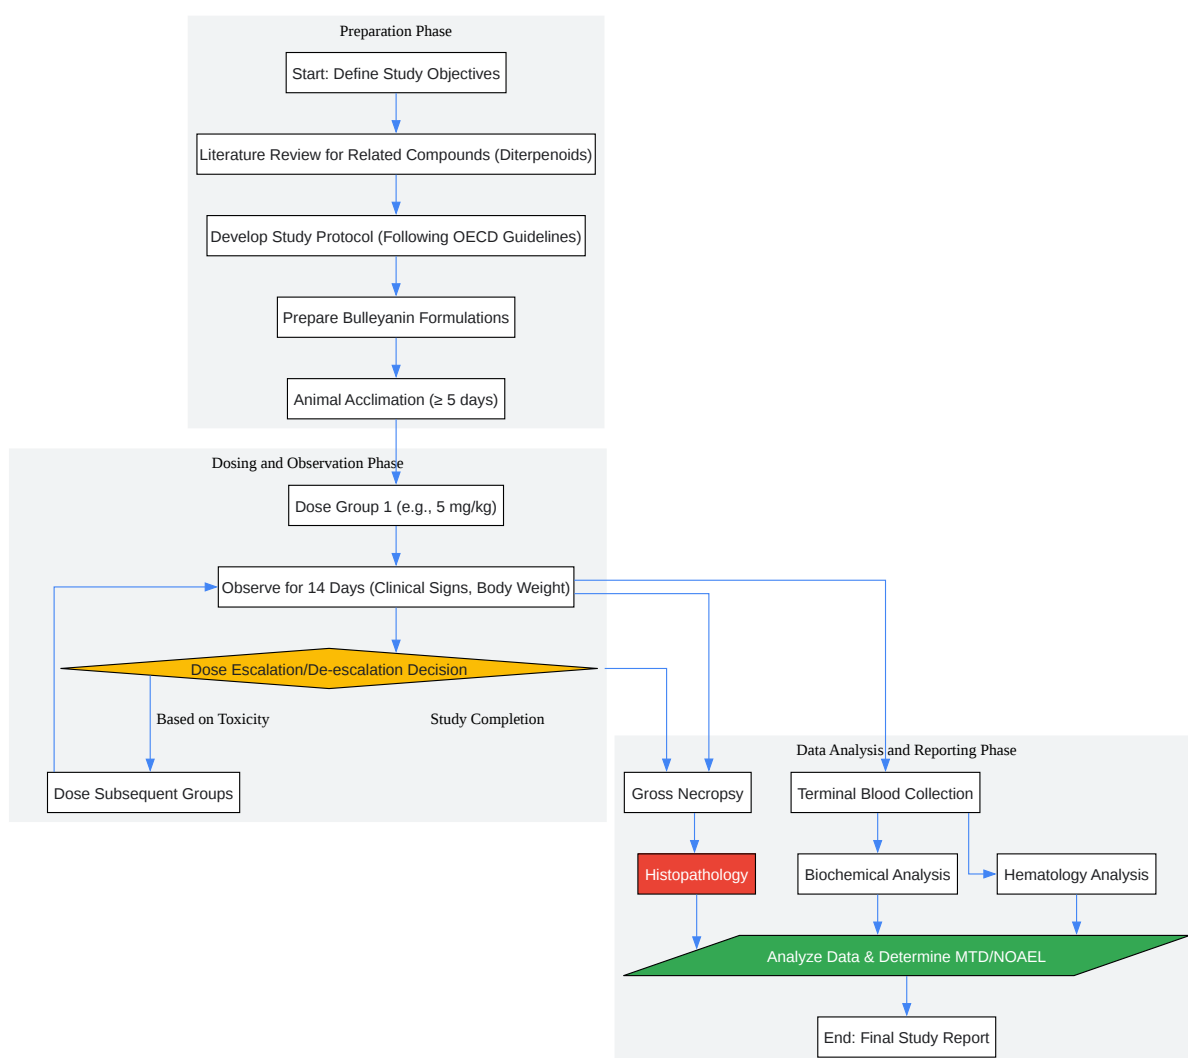 Preparation Phase
Start: Define Study Objectives
Literature Review for Related Compounds (Diterpenoids)
Develop Study Protocol (Following OECD Guidelines)
Prepare Bulleyanin Formulations
Animal Acclimation (≥ 5 days)
Dosing and Observation Phase
Dose Group 1 (e.g., 5 mg/kg)
Observe for 14 Days (Clinical Signs, Body Weight)
Dose Escalation/De-escalation Decision
Based on Toxicity
Study Completion
Dose Subsequent Groups
Data Analysis and Reporting Phase
Gross Necropsy
Terminal Blood Collection
Histopathology
Biochemical Analysis
Hematology Analysis
Analyze Data & Determine MTD/NOAEL
End: Final Study Report